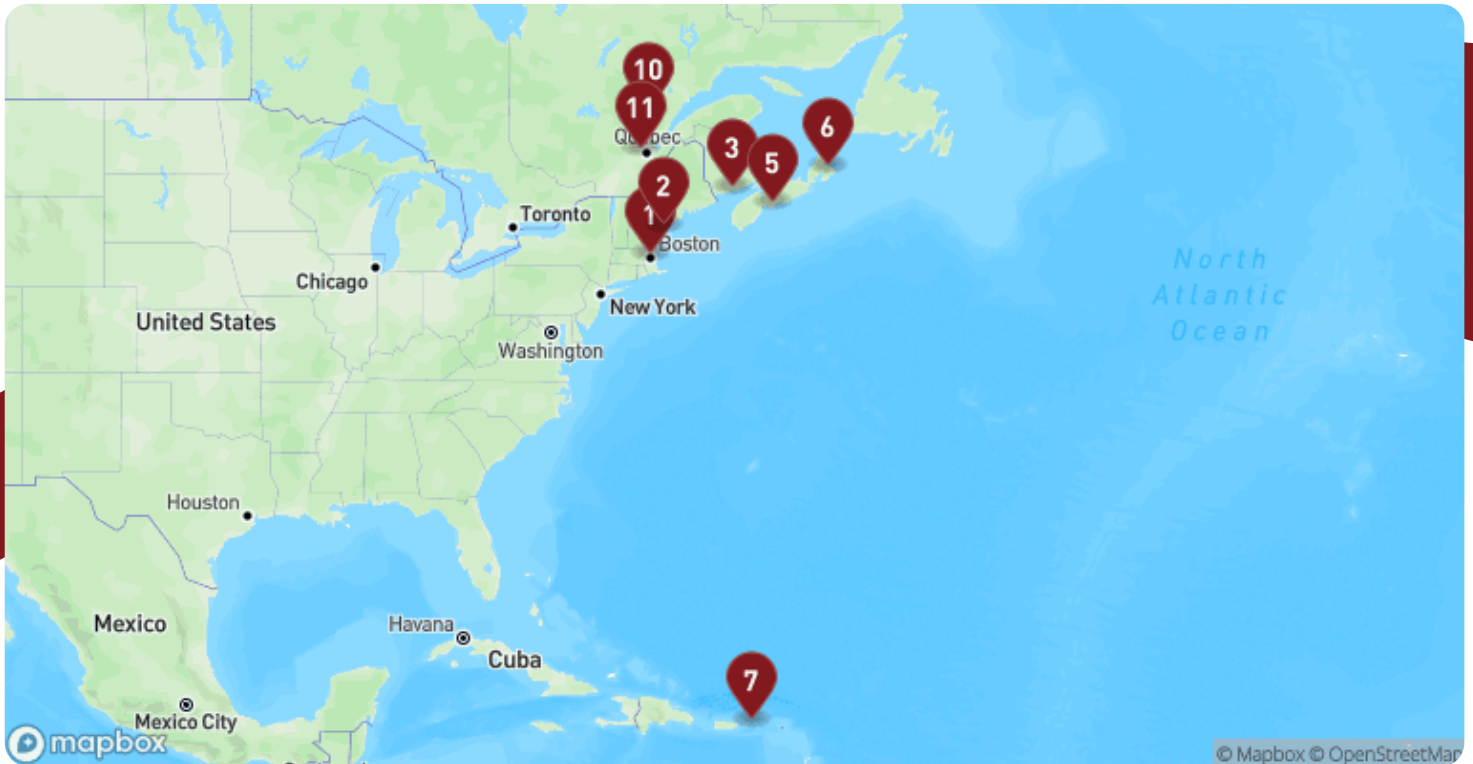 10
11
Quebec
6
3
5
2
1
Toronto
Boston
Chicago
New York
United States
Washington
North
Atlantic
Ocean
Houston
Havana
Mexico
Cuba
7
Mexico City
mapbox
© Mapbox © OpenStreetMap